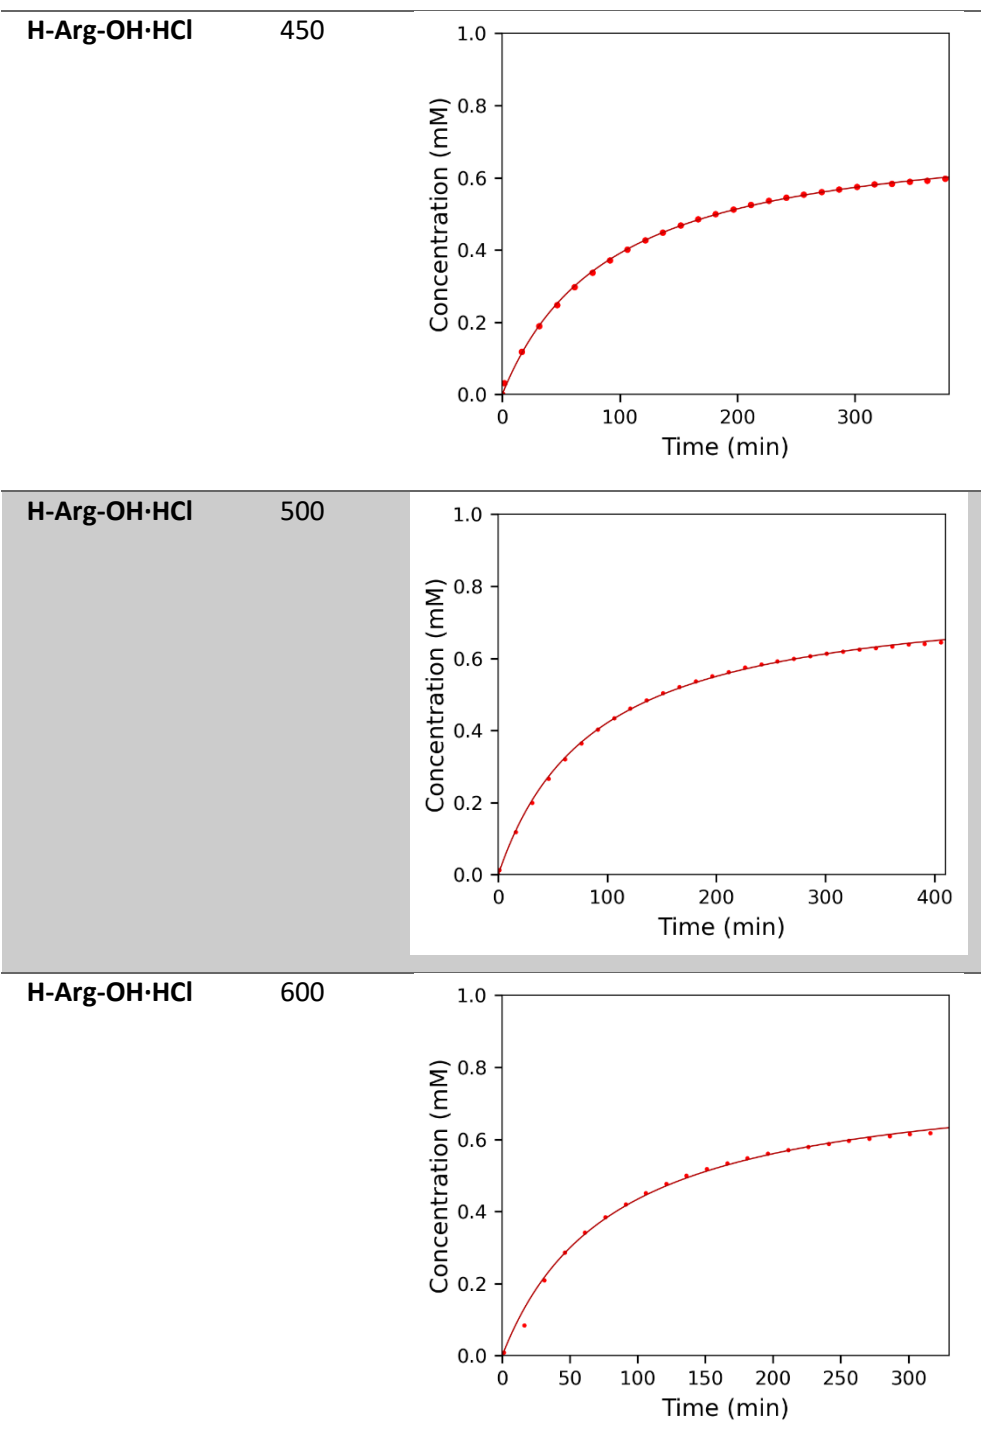 H-Arg-OH·HCl 450
1.0
0.8
0.6
0.4
0.2
0.0
Concentration (mM)
0 100 200 300
Time (min)
H-Arg-OH·HCl 500
1.0
0.8
0.6
0.4
0.2
0.0
Concentration (mM)
0 100 200 300 400
Time (min)
H-Arg-OH·HCl 600
1.0
0.8
0.6
0.4
0.2
0.0
Concentration (mM)
0 50 100 150 200 250 300
Time (min)